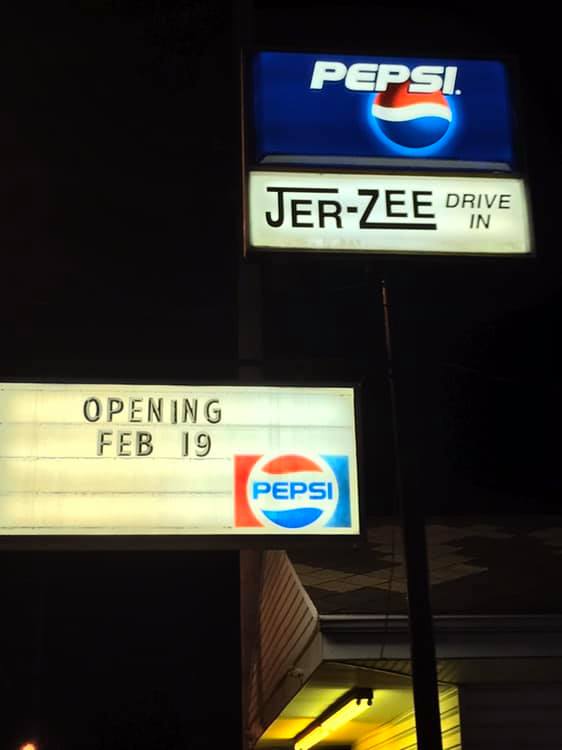 PEPSI.
JER-ZEE DRIVE
IN
OPENING
FEB 19
PEPSI